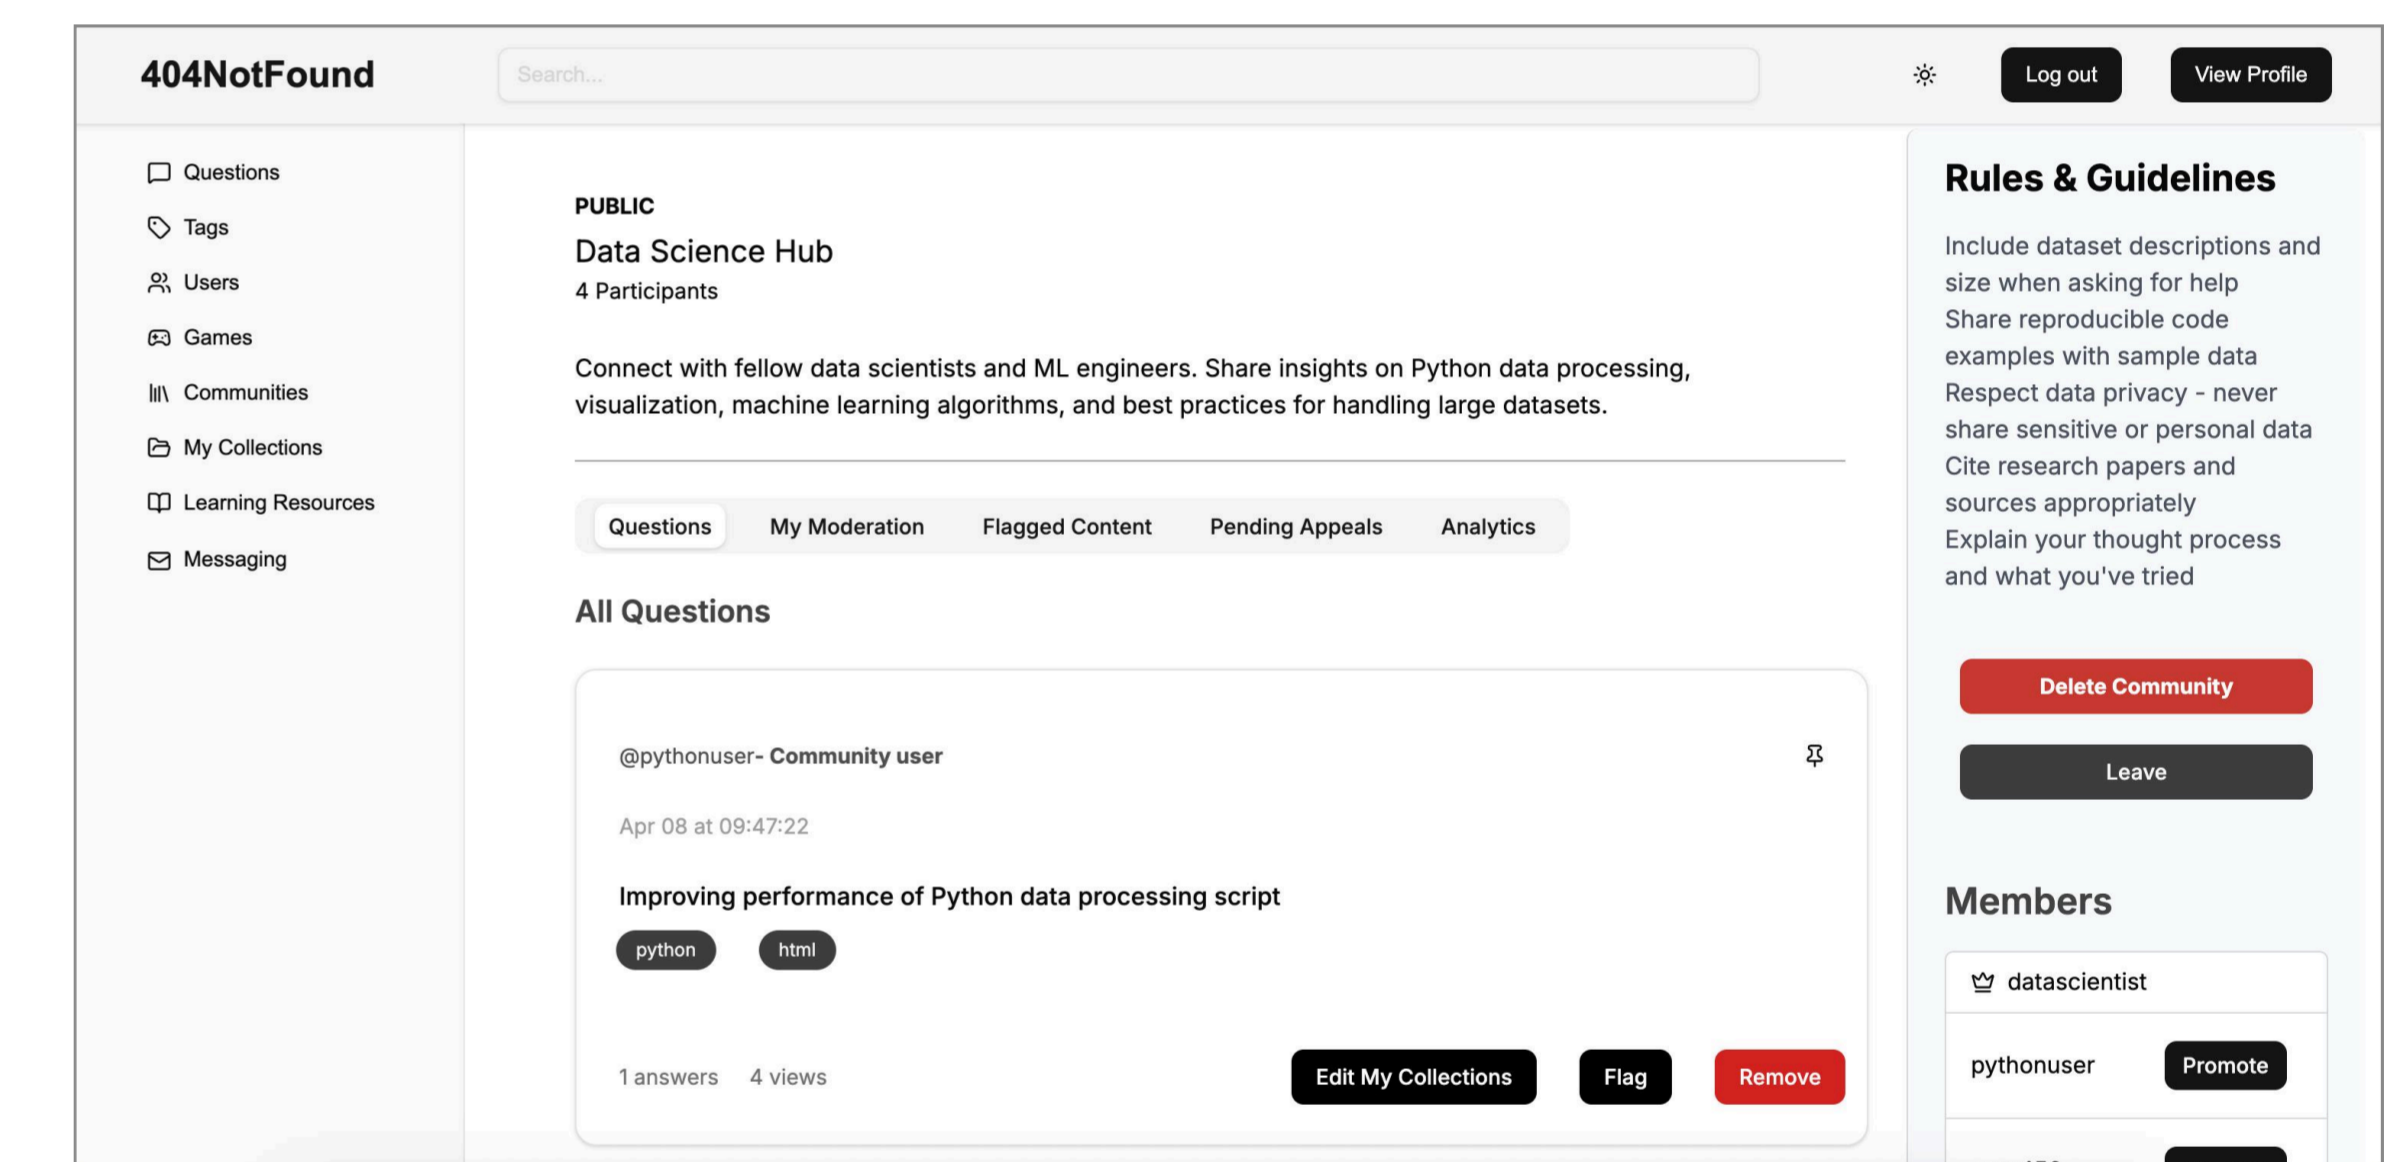 404NotFound
Search...
Log out
View Profile
Questions
Tags
Users
Games
Communities
My Collections
Learning Resources
Messaging
PUBLIC
Data Science Hub
4 Participants
Connect with fellow data scientists and ML engineers. Share insights on Python data processing,
visualization, machine learning algorithms, and best practices for handling large datasets.
Questions
My Moderation
Flagged Content
Pending Appeals
Analytics
All Questions
@pythonuser- Community user
Apr 08 at 09:47:22
Improving performance of Python data processing script
python
html
1 answers
4 views
Edit My Collections
Flag
Remove
Rules & Guidelines
Include dataset descriptions and
size when asking for help
Share reproducible code
examples with sample data
Respect data privacy - never
share sensitive or personal data
Cite research papers and
sources appropriately
Explain your thought process
and what you've tried
Delete Community
Leave
Members
datascientist
pythonuser
Promote